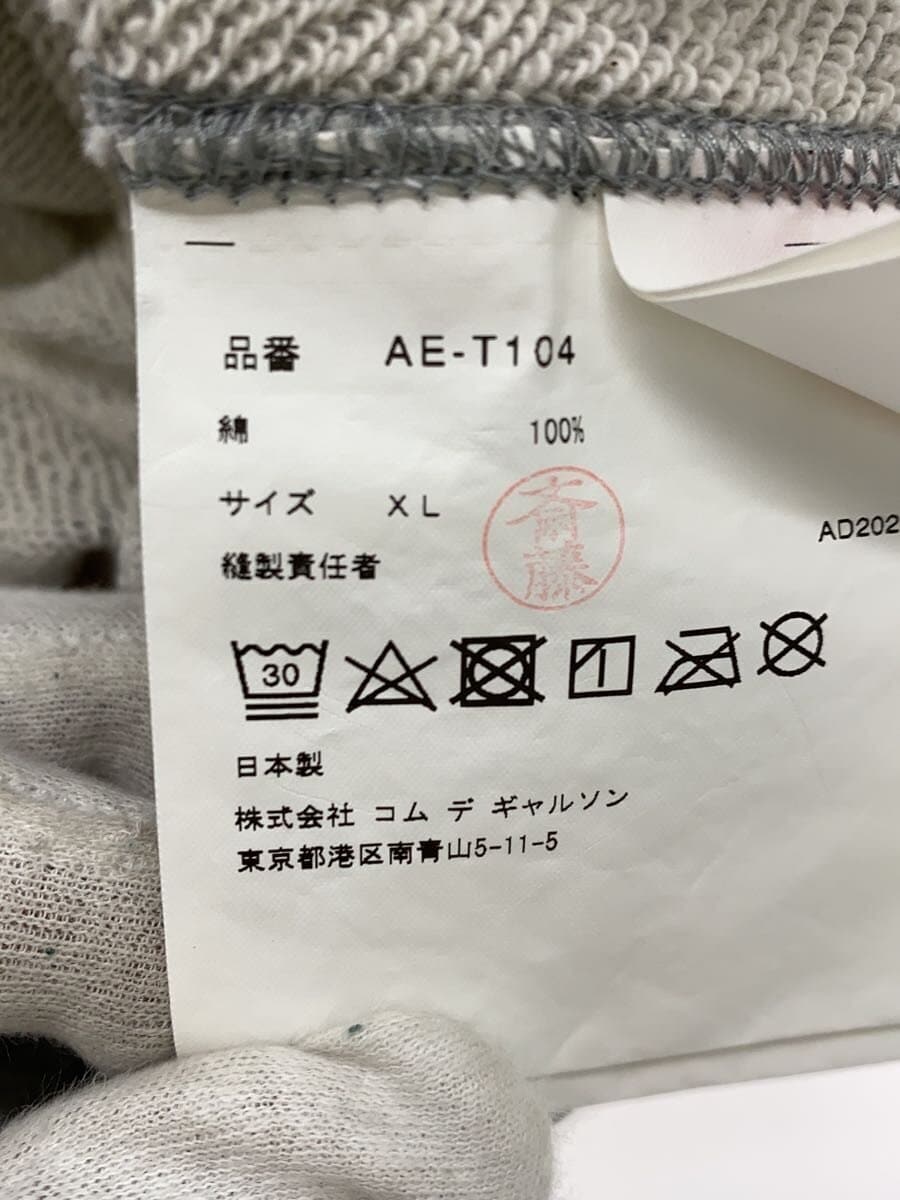 品番 AE-T104
綿 100%
サイズ XL
斉藤
縫製責任者
AD202
30
日本製
株式会社 コム デ ギャルソン
東京都港区南青山5-11-5